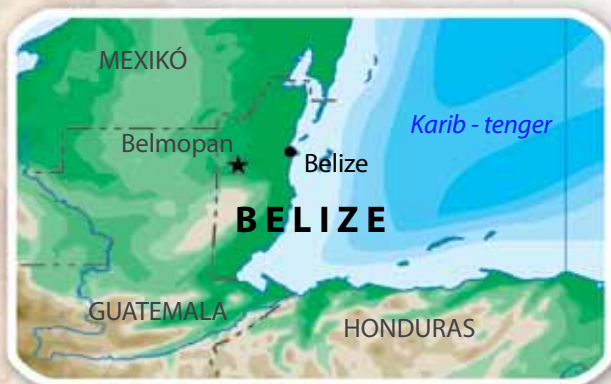 MEXIKÓ
Karib - tenger
Belmopan
Belize
BELIZE
GUATEMALA
HONDURAS